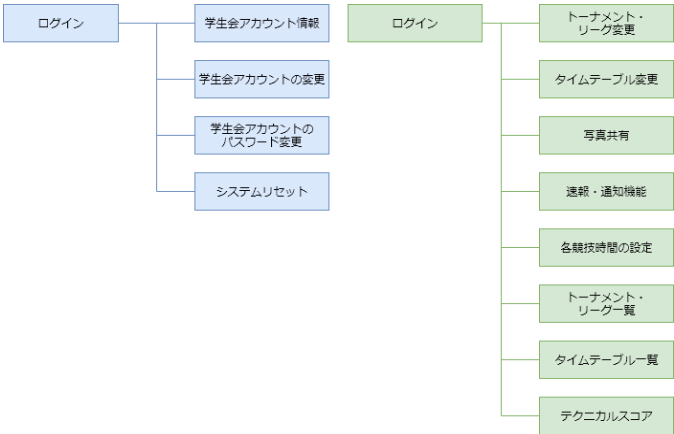 ログイン
学生会アカウント情報
学生会アカウントの変更
学生会アカウントの
パスワード変更
システムリセット
ログイン
トーナメント・
リーグ変更
タイムテーブル変更
写真共有
速報・通知機能
各競技時間の設定
トーナメント・
リーグ一覧
タイムテーブル一覧
テクニカルスコア